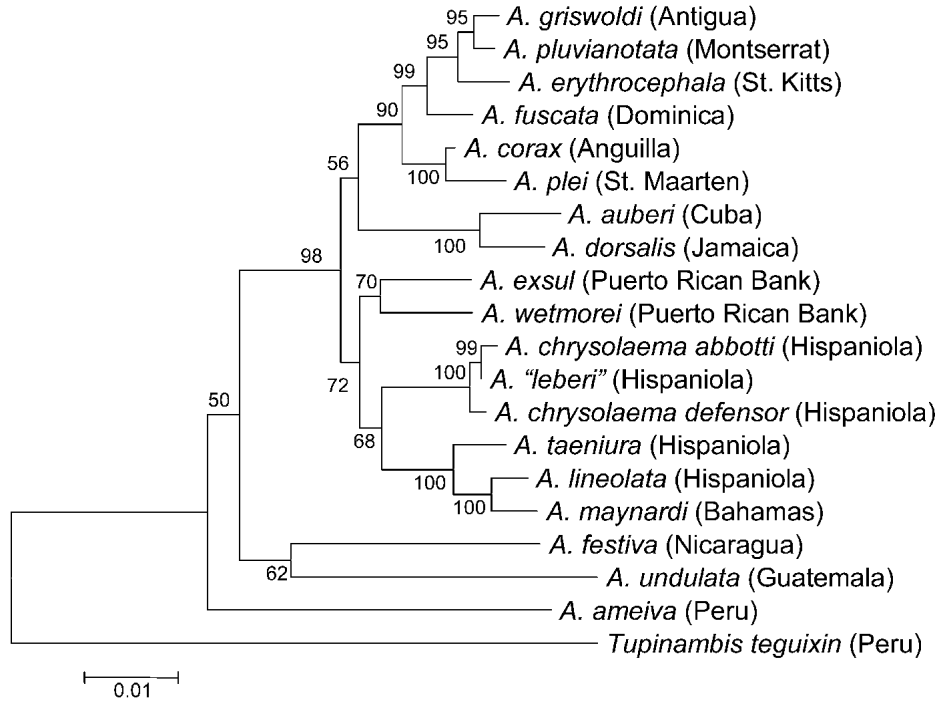 95 A. griswoldi (Antigua)
95 A. pluvianotata (Montserrat)
99 A. erythrocephala (St. Kitts)
90 A. fuscata (Dominica)
A. corax (Anguilla)
56 100 A. plei (St. Maarten)
A. auberi (Cuba)
98 100 A. dorsalis (Jamaica)
70 A. exsul (Puerto Rican Bank)
A. wetmorei (Puerto Rican Bank)
99 A. chrysolaema abbotti (Hispaniola)
72 100 A. “leberi” (Hispaniola)
50 A. chrysolaema defensor (Hispaniola)
68 A. taeniura (Hispaniola)
100 A. lineolata (Hispaniola)
100 A. maynardi (Bahamas)
A. festiva (Nicaragua)
62 A. undulata (Guatemala)
A. ameiva (Peru)
Tupinambis teguixin (Peru)
0.01